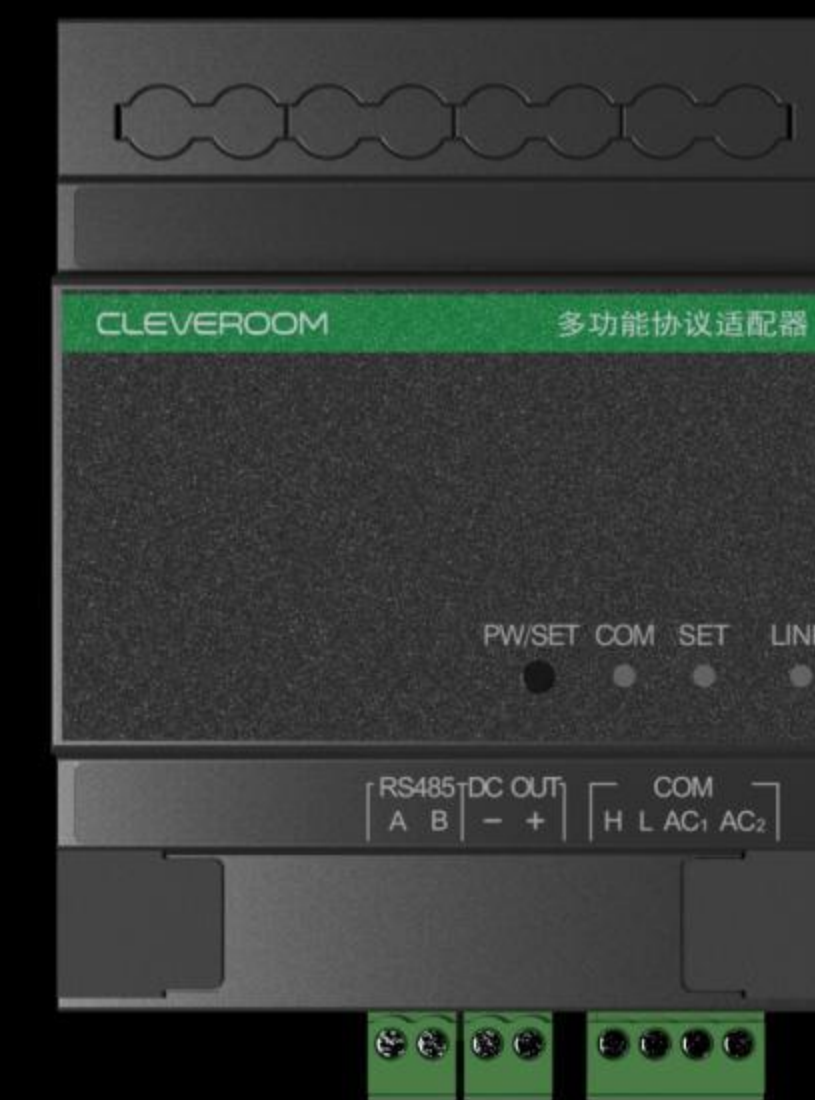 CLEVEROOM 多功能协议适配器
PW/SET COM SET
RS485 DC OUT COM
A B − + H L AC₁ AC₂